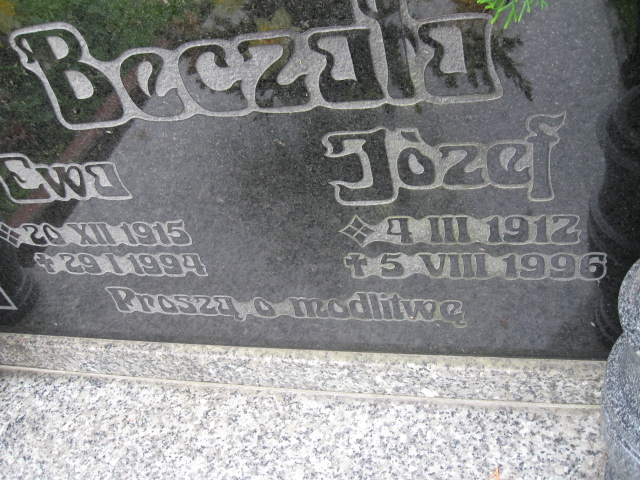 Beczała
Ewa Józef
20 XII 1915 4 III 1912
✝ 29 I 1994 ✝ 5 VIII 1996
Proszą o modlitwę